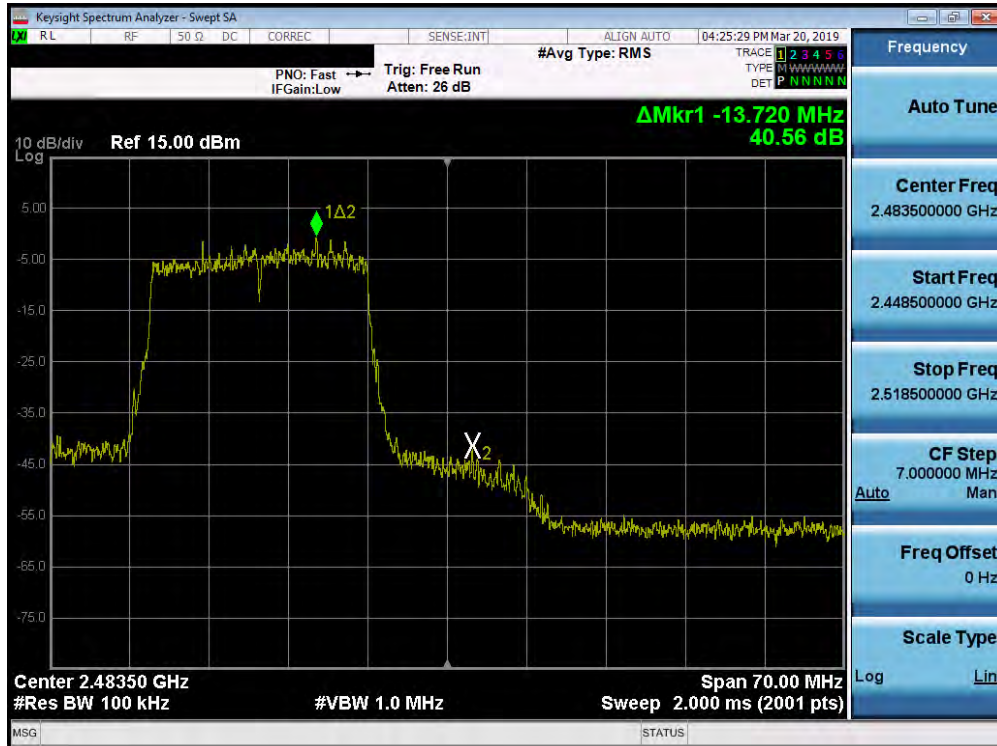 Keysight Spectrum Analyzer - Swept SA
LXI RL RF 50 Ω DC CORREC SENSE:INT ALIGN AUTO 04:25:29 PM Mar 20, 2019
#Avg Type: RMS TRACE 1 2 3 4 5 6
PNO: Fast Trig: Free Run TYPE M WWWWW
IFGain:Low Atten: 26 dB DET P N N N N N
ΔMkr1 -13.720 MHz
40.56 dB
10 dB/div Ref 15.00 dBm
Log
5.00
1Δ2
-5.00
-15.0
-25.0
-35.0
X2
-45.0
-55.0
-65.0
-75.0
Center 2.48350 GHz Span 70.00 MHz
#Res BW 100 kHz #VBW 1.0 MHz Sweep 2.000 ms (2001 pts)
MSG STATUS
Frequency
Auto Tune
Center Freq
2.483500000 GHz
Start Freq
2.448500000 GHz
Stop Freq
2.518500000 GHz
CF Step
7.000000 MHz
Auto Man
Freq Offset
0 Hz
Scale Type
Log Lin